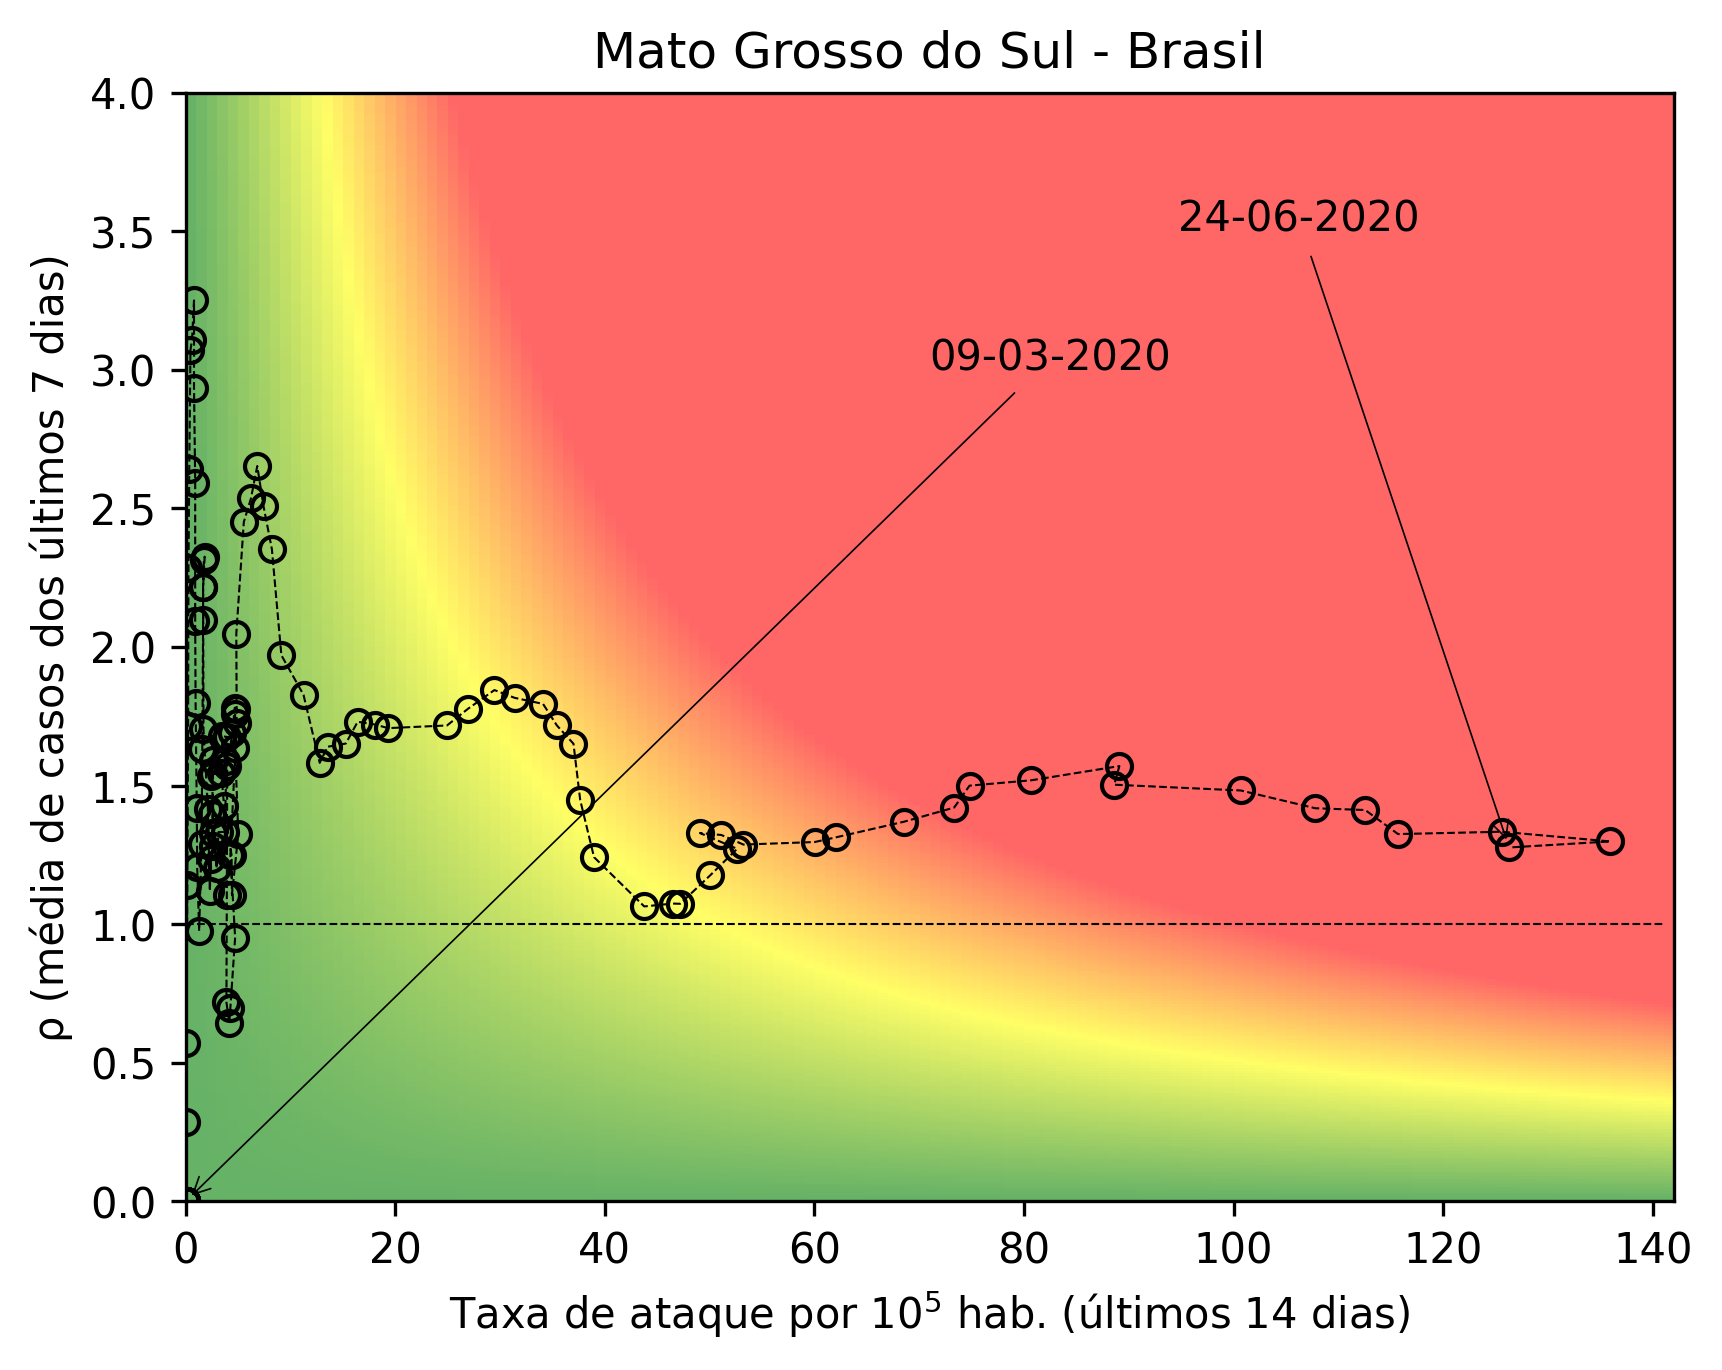 Mato Grosso do Sul - Brasil
4.0
3.5
3.0
2.5
2.0
1.5
1.0
0.5
0.0
ρ (média de casos dos últimos 7 dias)
24-06-2020
09-03-2020
0 20 40 60 80 100 120 140
Taxa de ataque por 10⁵ hab. (últimos 14 dias)